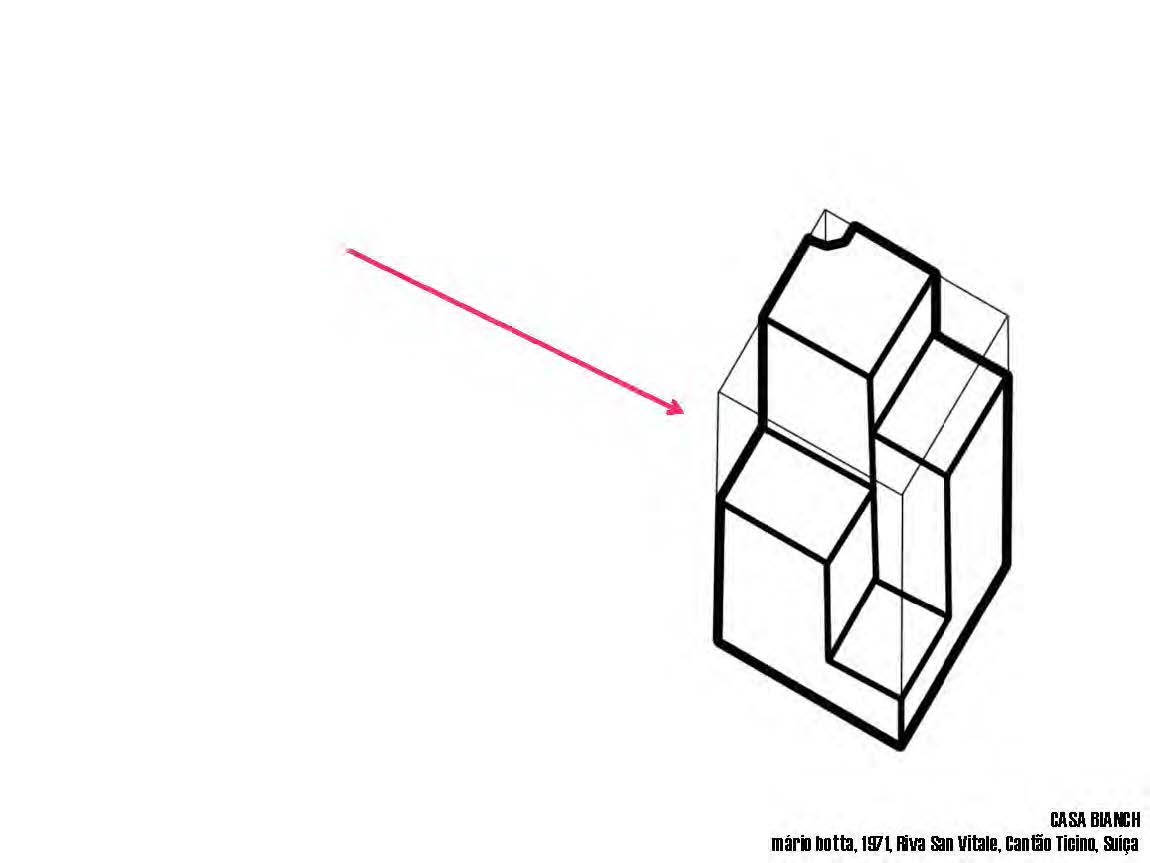 CASA BIANCH
mário botta, 1971, Riva San Vitale, Cantão Ticino, Suíça